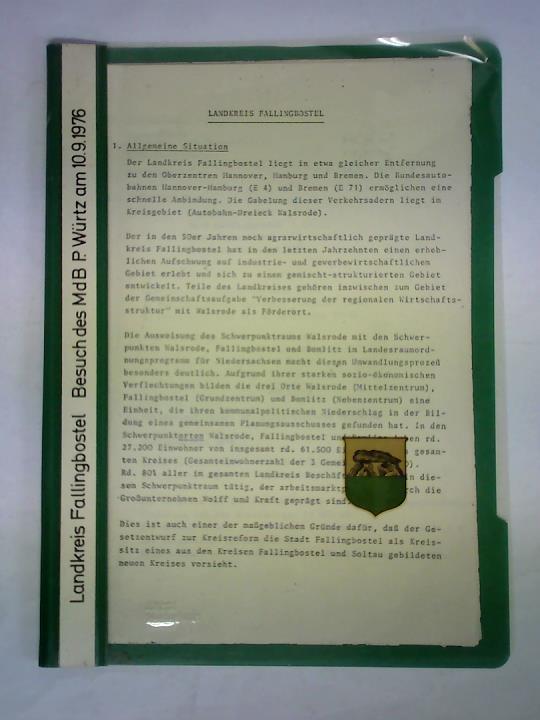 Landkreis Fallingbostel   Besuch des MdB P. Würtz am 10.9.1976
LANDKREIS FALLINGBOSTEL
1. Allgemeine Situation
Der Landkreis Fallingbostel liegt in etwa gleicher Entfernung
zu den Oberzentren Hannover, Hamburg und Bremen. Die Bundesauto-
bahnen Hannover-Hamburg (E 4) und Bremen (E 71) ermöglichen eine
schnelle Anbindung. Die Gabelung dieser Verkehrsadern liegt im
Kreisgebiet (Autobahn-Dreieck Walsrode).
Der in den 50er Jahren noch agrarwirtschaftlich geprägte Land-
kreis Fallingbostel hat in den letzten Jahrzehnten einen erheb-
lichen Aufschwung auf industrie- und gewerbewirtschaftlichem
Gebiet erlebt und sich zu einem gemischt-strukturierten Gebiet
entwickelt. Teile des Landkreises gehören inzwischen zum Gebiet
der Gemeinschaftsaufgabe "Verbesserung der regionalen Wirtschafts-
struktur" mit Walsrode als Förderort.
Die Ausweisung des Schwerpunktraums Walsrode mit den Schwer-
punkten Walsrode, Fallingbostel und Bomlitz im Landesraumord-
nungsprogramm für Niedersachsen macht diesen Umwandlungsprozeß
besonders deutlich. Aufgrund ihrer starken sozio-ökonomischen
Verflechtungen bilden die drei Orte Walsrode (Mittelzentrum),
Fallingbostel (Grundzentrum) und Bomlitz (Nebenzentrum) eine
Einheit, die ihren kommunalpolitischen Niederschlag in der Bil-
dung eines gemeinsamen Planungsausschusses gefunden hat. In den
Schwerpunktorten Walsrode, Fallingbostel und rd.
27.200 Einwohner von insgesamt rd. 61.500 gesam-
ten Kreises (Gesamteinwohnerzahl der 3
Rd. 80% aller im gesamten Landkreis in die-
sem Schwerpunktraum tätig, der durch die
Großunternehmen Wolff und Kraft geprägt
Dies ist auch einer der maßgeblichen Gründe dafür, daß der Ge-
setzentwurf zur Kreisreform die Stadt Fallingbostel als Kreis-
sitz eines aus den Kreisen Fallingbostel und Soltau gebildeten
neuen Kreises vorsieht.